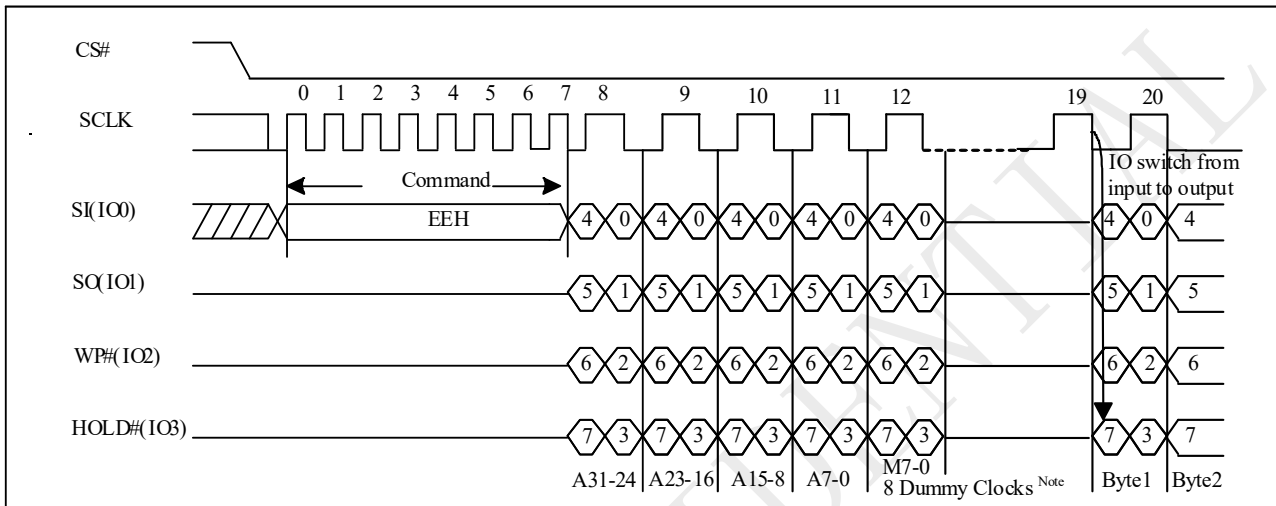 CS#
0 1 2 3 4 5 6 7 8 9 10 11 12 19 20
SCLK
IO switch from
input to output
Command
SI(IO0)
EEH
4 0 4 0 4 0 4 0 4 0 4 0 4
SO(IO1)
5 1 5 1 5 1 5 1 5 1 5 1 5
WP#(IO2)
6 2 6 2 6 2 6 2 6 2 6 2 6
HOLD#(IO3)
7 3 7 3 7 3 7 3 7 3 7 3 7
A31-24 A23-16 A15-8 A7-0 M7-0 Byte1 Byte2
8 Dummy Clocks Note
ENTIAL